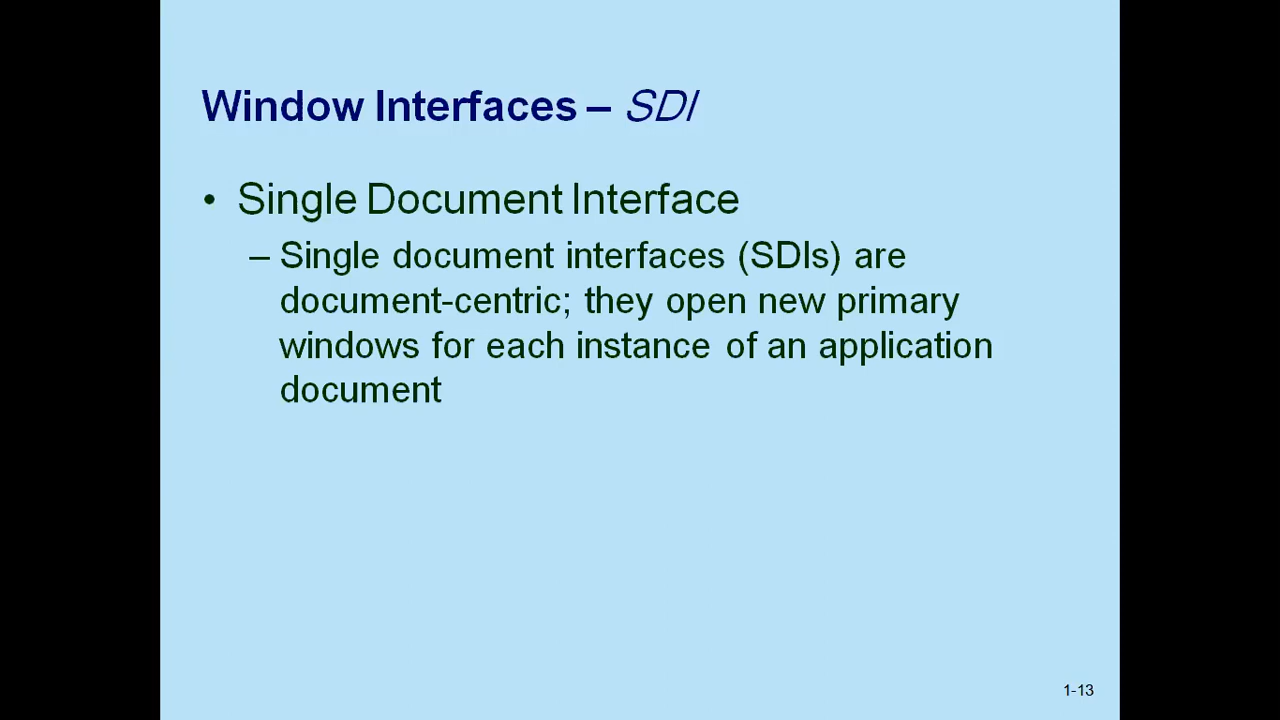 Window Interfaces – SDI
• Single Document Interface
– Single document interfaces (SDIs) are
document-centric; they open new primary
windows for each instance of an application
document
1-13